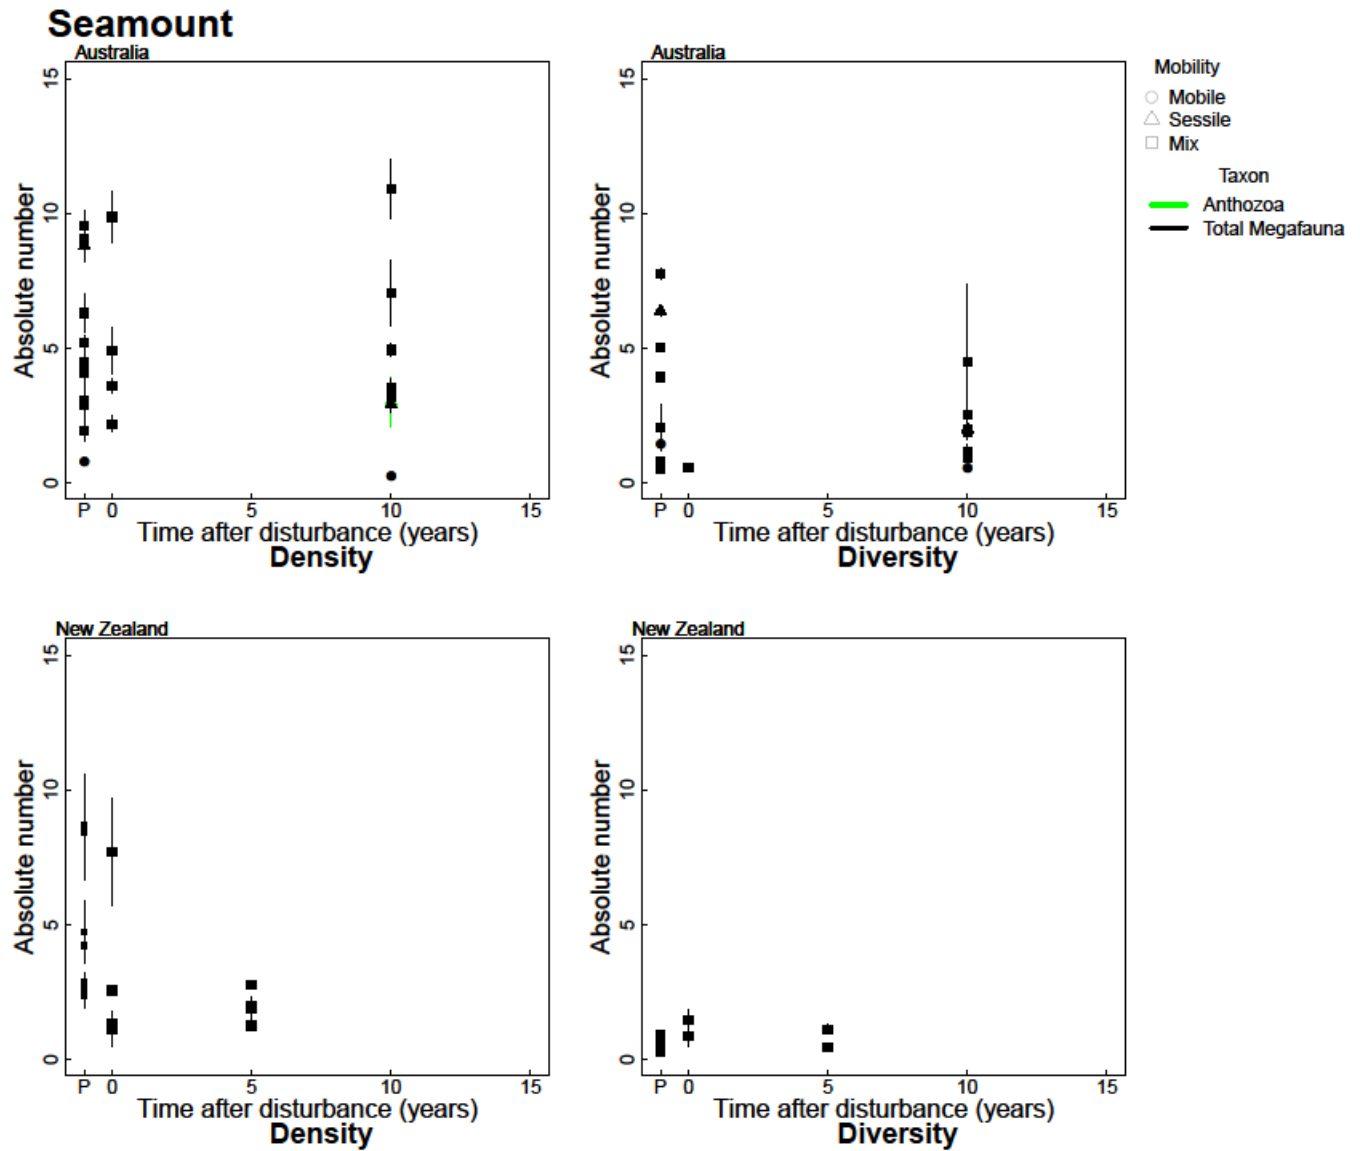 Seamount
Australia
15
10
5
0
Absolute number
P 0 5 10 15
Time after disturbance (years)
Density
Australia
15
10
5
0
Absolute number
P 0 5 10 15
Time after disturbance (years)
Diversity
Mobility
Mobile
Sessile
Mix
Taxon
Anthozoa
Total Megafauna
New Zealand
15
10
5
0
Absolute number
P 0 5 10 15
Time after disturbance (years)
Density
New Zealand
15
10
5
0
Absolute number
P 0 5 10 15
Time after disturbance (years)
Diversity